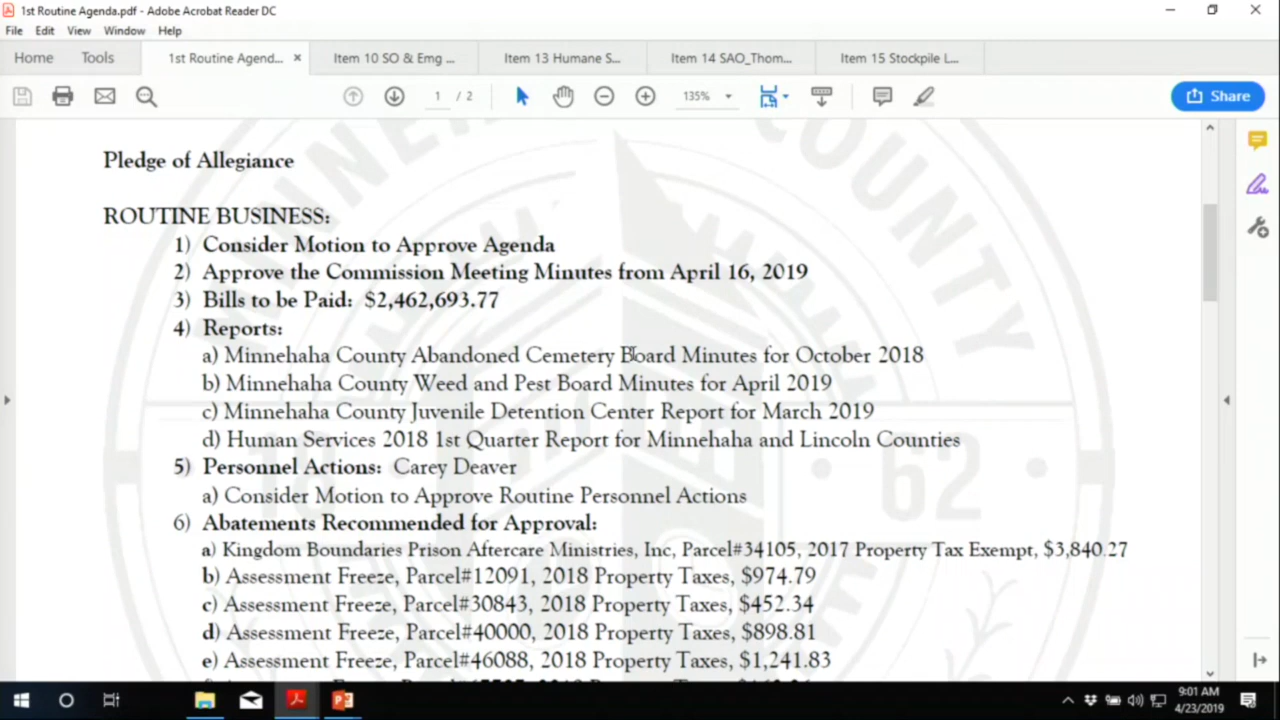 1st Routine Agenda.pdf - Adobe Acrobat Reader DC
File Edit View Window Help
Home Tools 1st Routine Agend... × Item 10 SO & Emg ... Item 13 Humane S... Item 14 SAO_Thom... Item 15 Stockpile L...
1 / 2 135% Share
MINNEHAHA COUNTY
Pledge of Allegiance
ROUTINE BUSINESS:
1) Consider Motion to Approve Agenda
2) Approve the Commission Meeting Minutes from April 16, 2019
3) Bills to be Paid: $2,462,693.77
4) Reports:
a) Minnehaha County Abandoned Cemetery Board Minutes for October 2018
b) Minnehaha County Weed and Pest Board Minutes for April 2019
c) Minnehaha County Juvenile Detention Center Report for March 2019
d) Human Services 2018 1st Quarter Report for Minnehaha and Lincoln Counties
5) Personnel Actions: Carey Deaver
a) Consider Motion to Approve Routine Personnel Actions
18 62
6) Abatements Recommended for Approval:
a) Kingdom Boundaries Prison Aftercare Ministries, Inc, Parcel#34105, 2017 Property Tax Exempt, $3,840.27
b) Assessment Freeze, Parcel#12091, 2018 Property Taxes, $974.79
c) Assessment Freeze, Parcel#30843, 2018 Property Taxes, $452.34
d) Assessment Freeze, Parcel#40000, 2018 Property Taxes, $898.81
e) Assessment Freeze, Parcel#46088, 2018 Property Taxes, $1,241.83
9:01 AM
4/23/2019